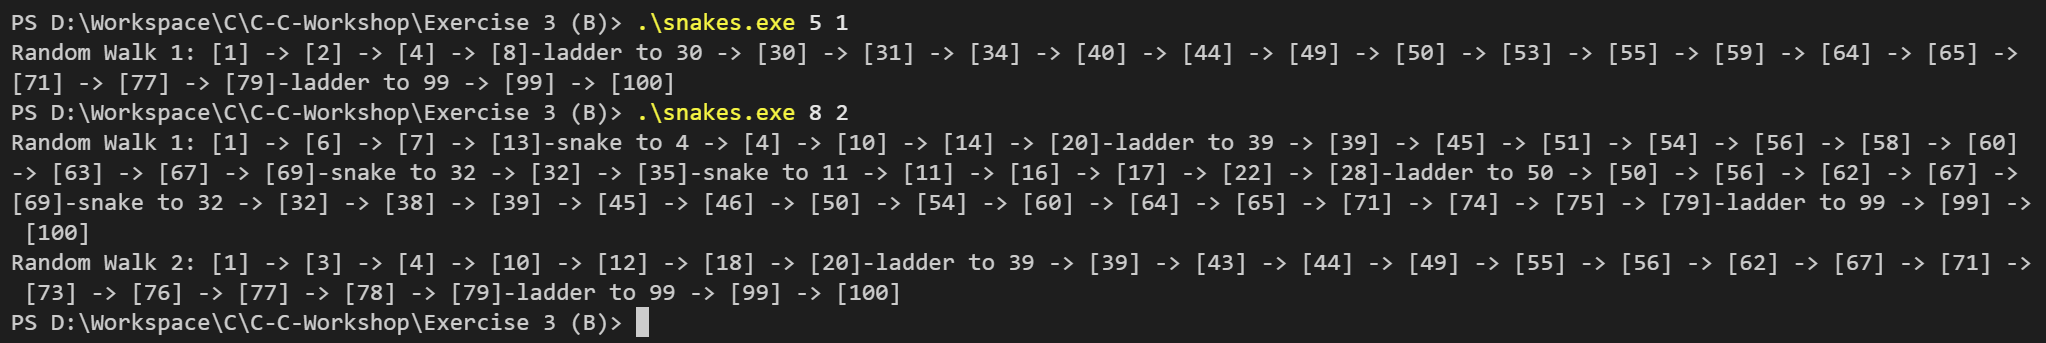 PS D:\Workspace\C\C-C-Workshop\Exercise 3 (B)> .\snakes.exe 5 1
Random Walk 1: [1] -> [2] -> [4] -> [8]-ladder to 30 -> [30] -> [31] -> [34] -> [40] -> [44] -> [49] -> [50] -> [53] -> [55] -> [59] -> [64] -> [65] ->
[71] -> [77] -> [79]-ladder to 99 -> [99] -> [100]
PS D:\Workspace\C\C-C-Workshop\Exercise 3 (B)> .\snakes.exe 8 2
Random Walk 1: [1] -> [6] -> [7] -> [13]-snake to 4 -> [4] -> [10] -> [14] -> [20]-ladder to 39 -> [39] -> [45] -> [51] -> [54] -> [56] -> [58] -> [60]
-> [63] -> [67] -> [69]-snake to 32 -> [32] -> [35]-snake to 11 -> [11] -> [16] -> [17] -> [22] -> [28]-ladder to 50 -> [50] -> [56] -> [62] -> [67] ->
[69]-snake to 32 -> [32] -> [38] -> [39] -> [45] -> [46] -> [50] -> [54] -> [60] -> [64] -> [65] -> [71] -> [74] -> [75] -> [79]-ladder to 99 -> [99] ->
[100]
Random Walk 2: [1] -> [3] -> [4] -> [10] -> [12] -> [18] -> [20]-ladder to 39 -> [39] -> [43] -> [44] -> [49] -> [55] -> [56] -> [62] -> [67] -> [71] ->
[73] -> [76] -> [77] -> [78] -> [79]-ladder to 99 -> [99] -> [100]
PS D:\Workspace\C\C-C-Workshop\Exercise 3 (B)>